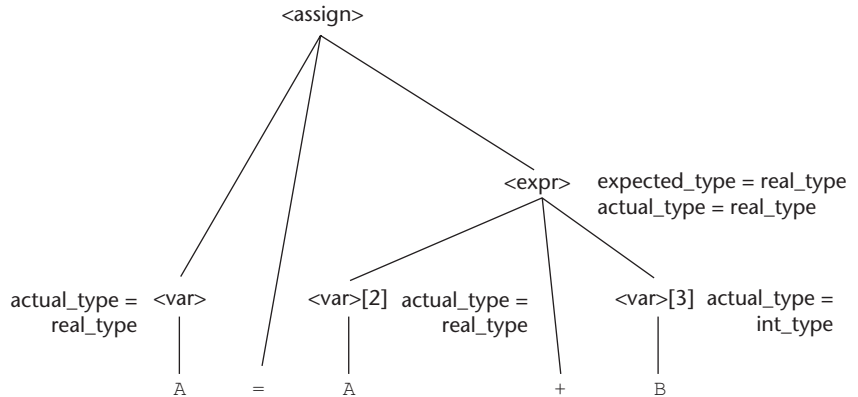 <assign>
<expr> expected_type = real_type
actual_type = real_type
actual_type = <var> <var>[2] actual_type = <var>[3] actual_type =
real_type real_type int_type
A = A + B